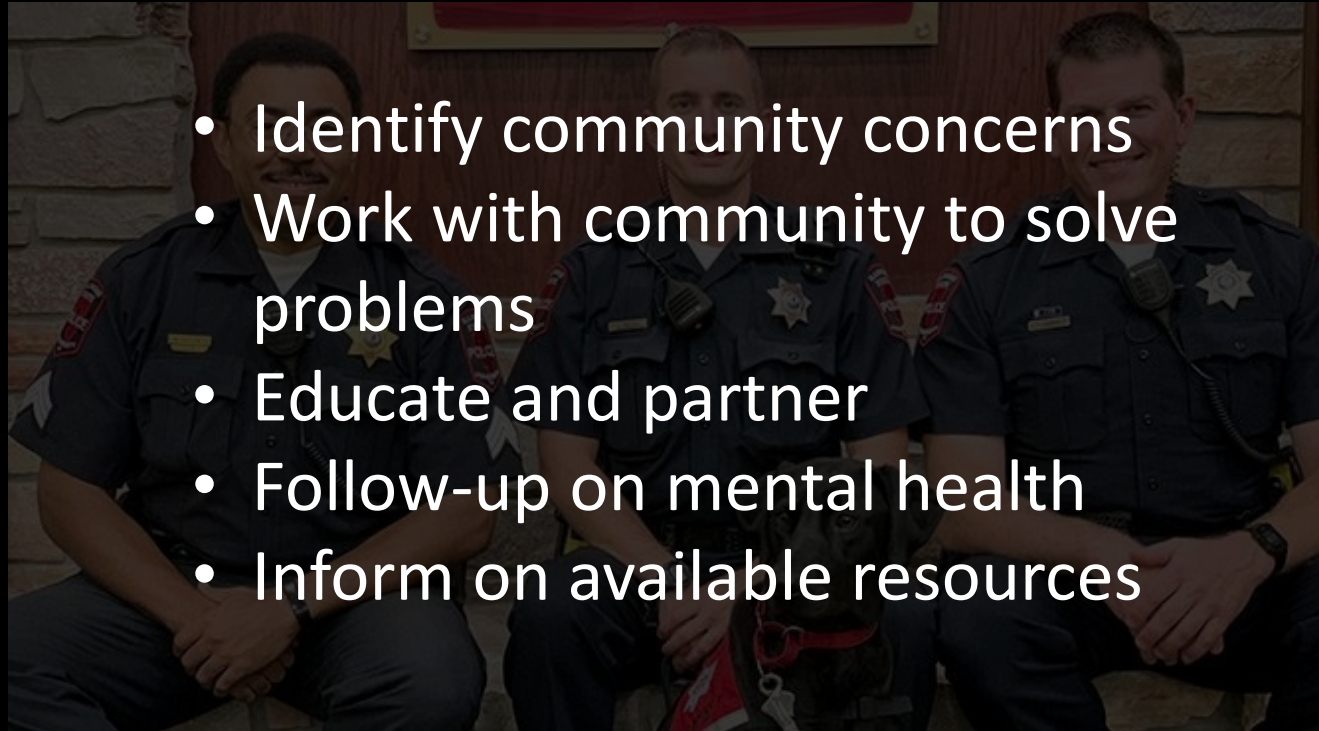 • Identify community concerns
• Work with community to solve
problems
• Educate and partner
• Follow-up on mental health
• Inform on available resources
POLICE